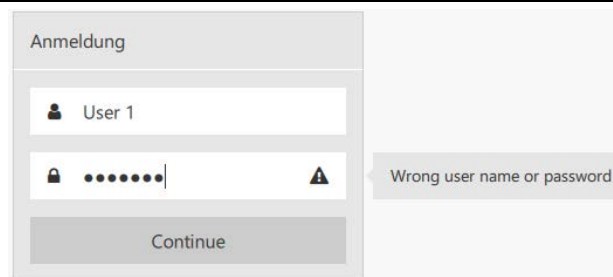 Anmeldung
User 1
●●●●●●●
Wrong user name or password
Continue